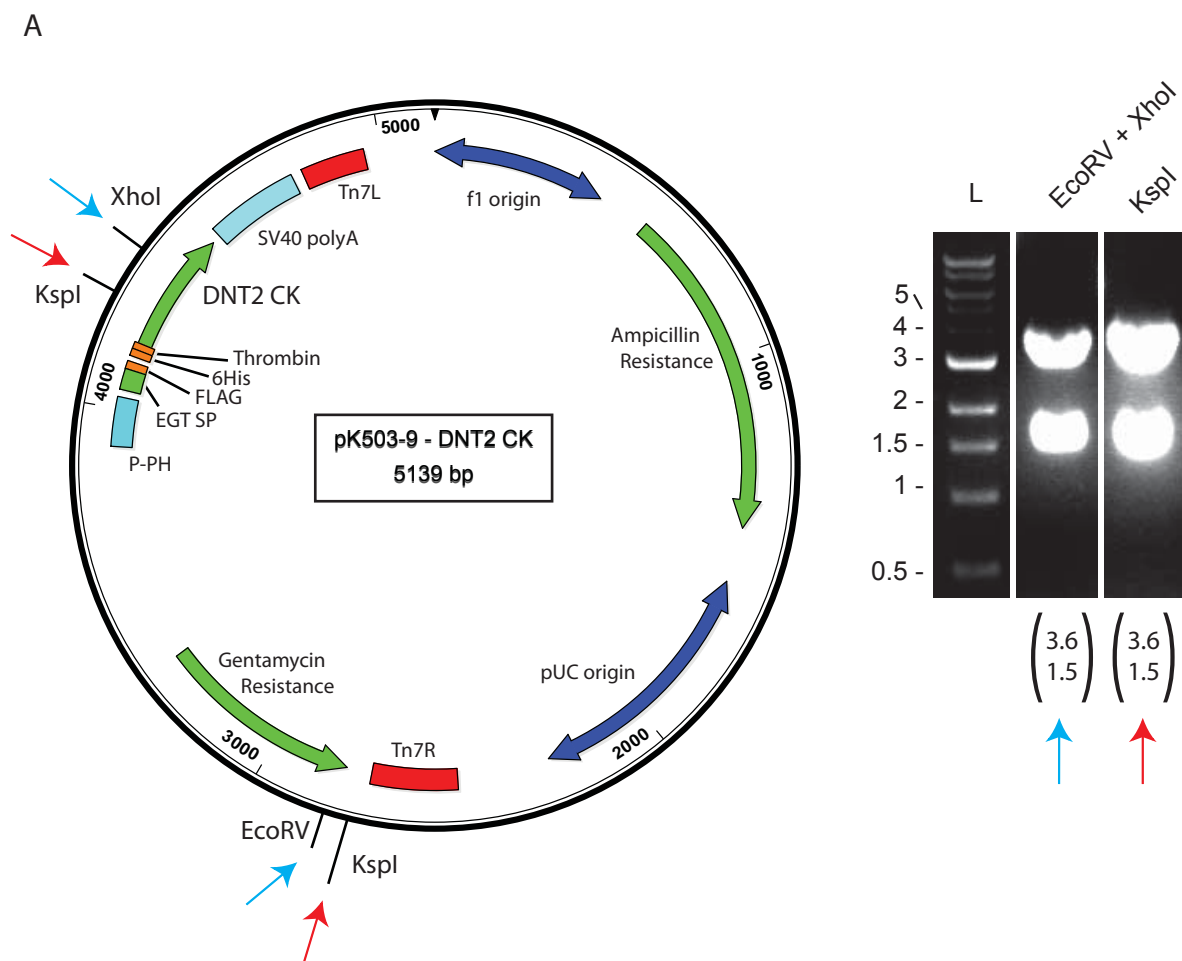 A
5000
f1 origin
Tn7L
SV40 polyA
XhoI
KspI
DNT2 CK
Thrombin
6His
FLAG
EGT SP
4000
P-PH
Ampicillin
Resistance
1000
pK503-9 - DNT2 CK
5139 bp
Gentamycin
Resistance
pUC origin
3000
Tn7R
2000
EcoRV
KspI
L
EcoRV + XhoI
KspI
5 \
4 -
3 -
2 -
1.5 -
1 -
0.5 -
(3.6
1.5)
(3.6
1.5)